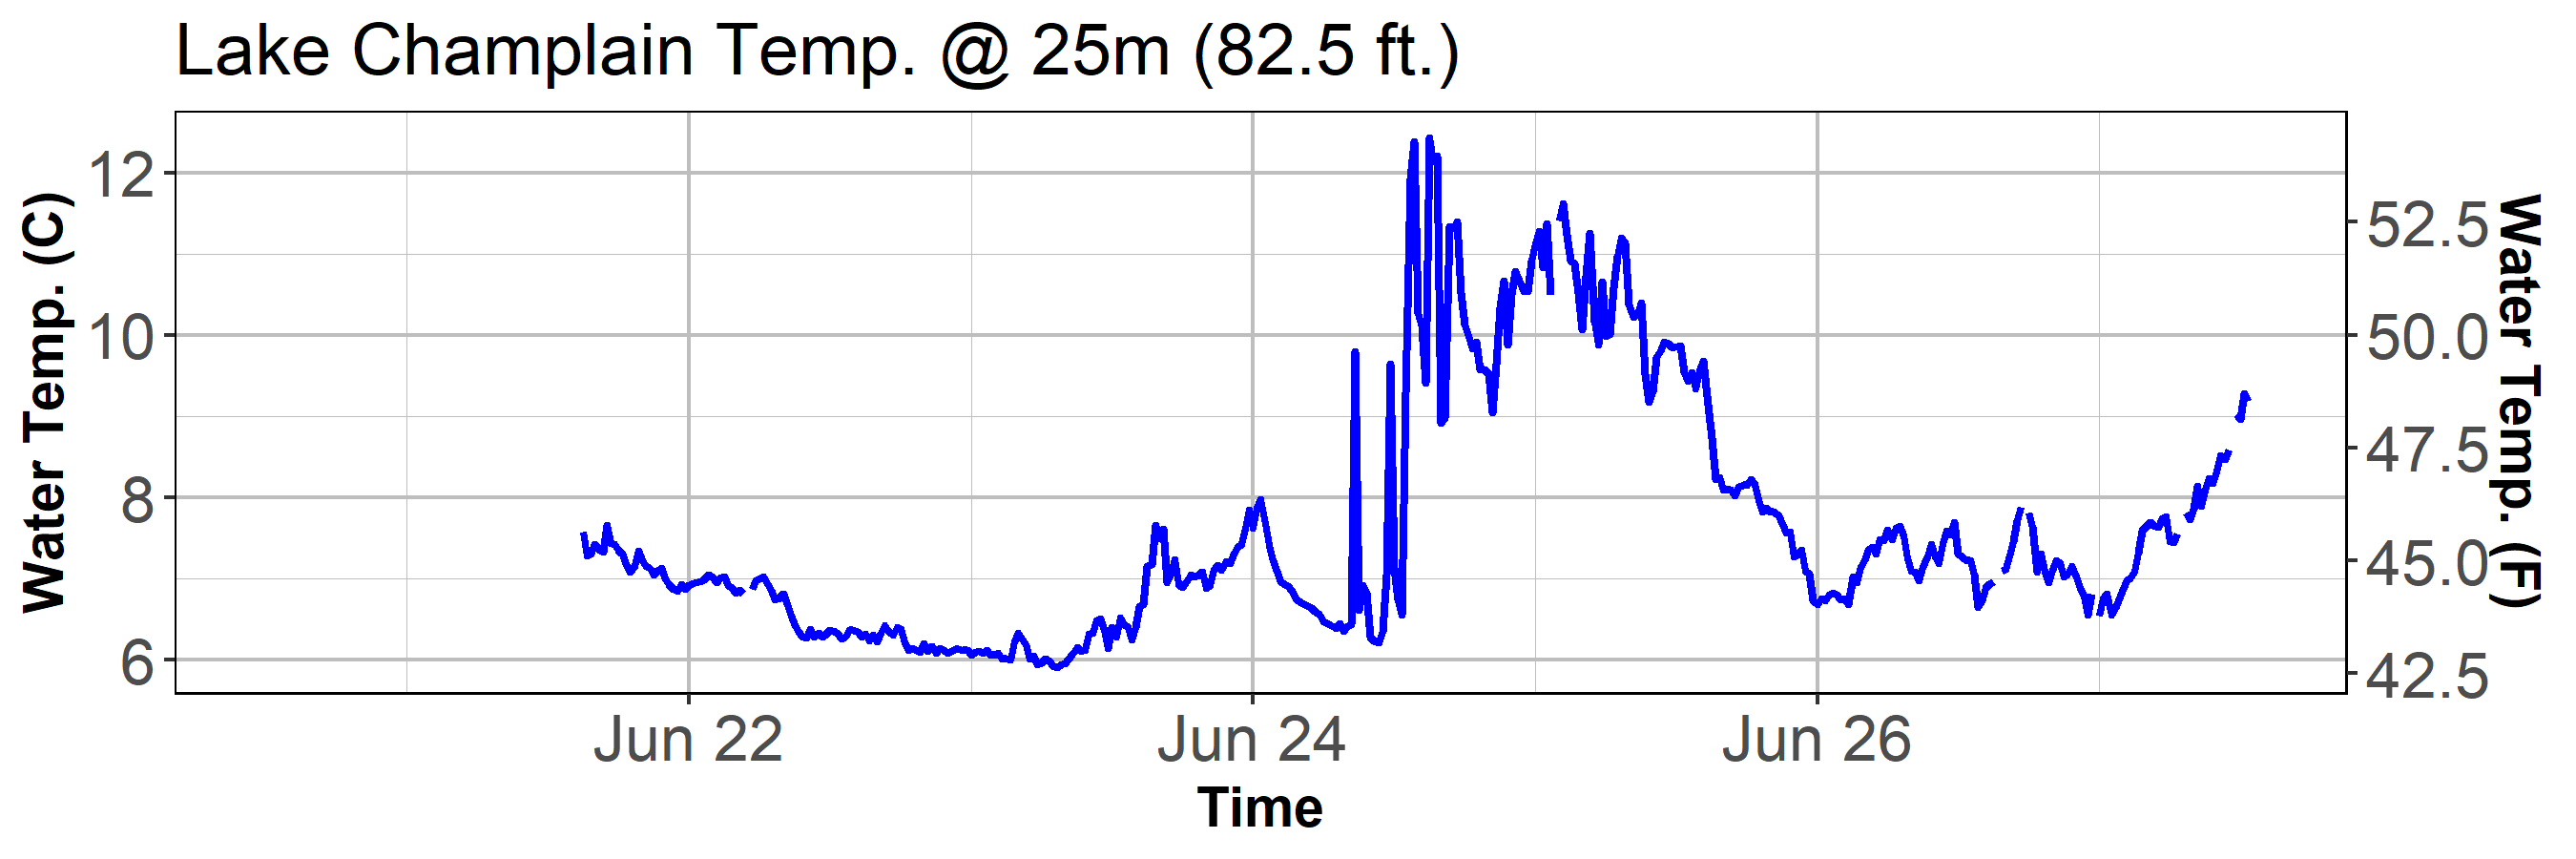 Lake Champlain Temp. @ 25m (82.5 ft.)
Water Temp. (C)
12
10
8
6
52.5
50.0
47.5
45.0
42.5
Water Temp. (F)
Jun 22
Jun 24
Jun 26
Time